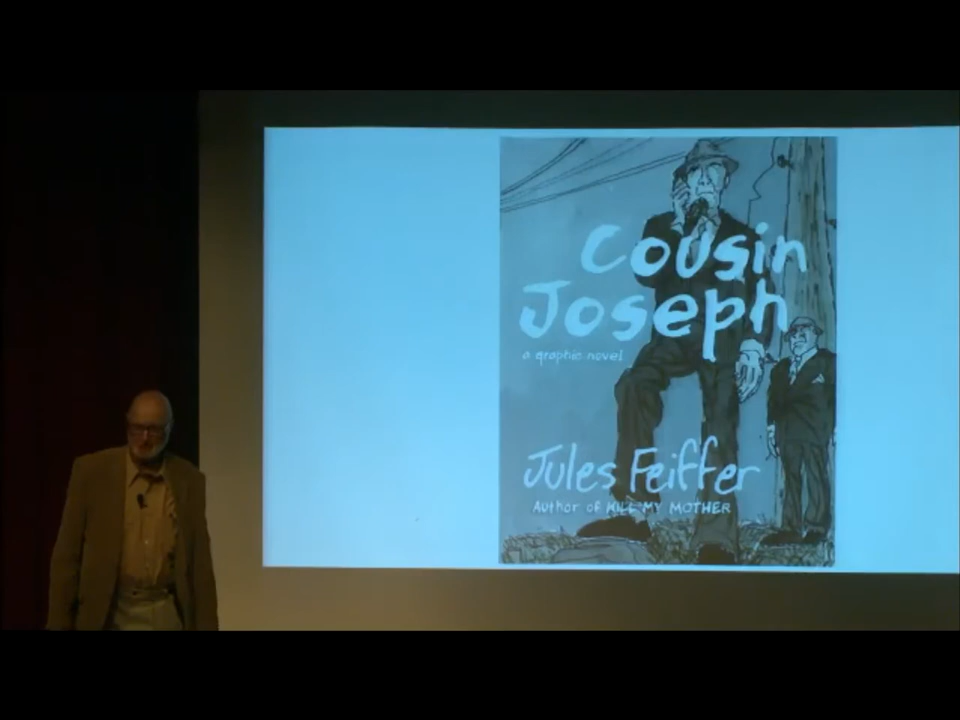 Cousin
Joseph
a graphic novel
Jules Feiffer
Author of KILL MY MOTHER